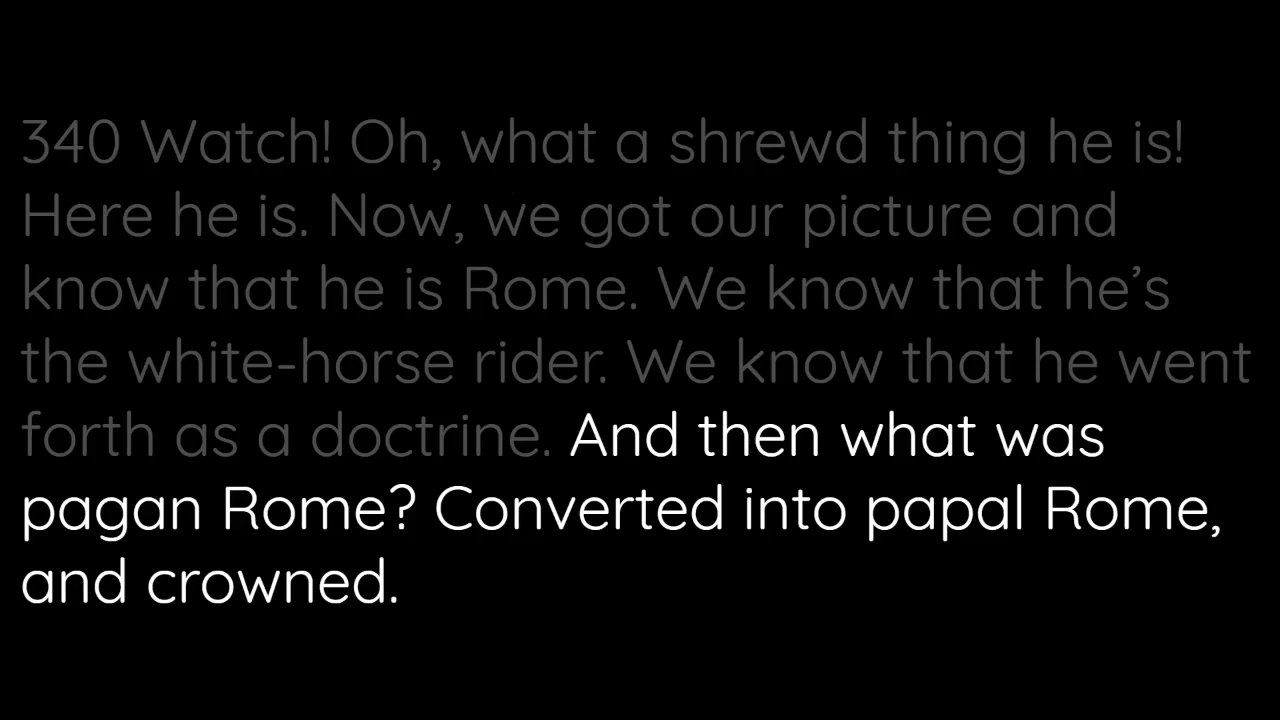 340 Watch! Oh, what a shrewd thing he is!
Here he is. Now, we got our picture and
know that he is Rome. We know that he’s
the white-horse rider. We know that he went
forth as a doctrine. And then what was
pagan Rome? Converted into papal Rome,
and crowned.